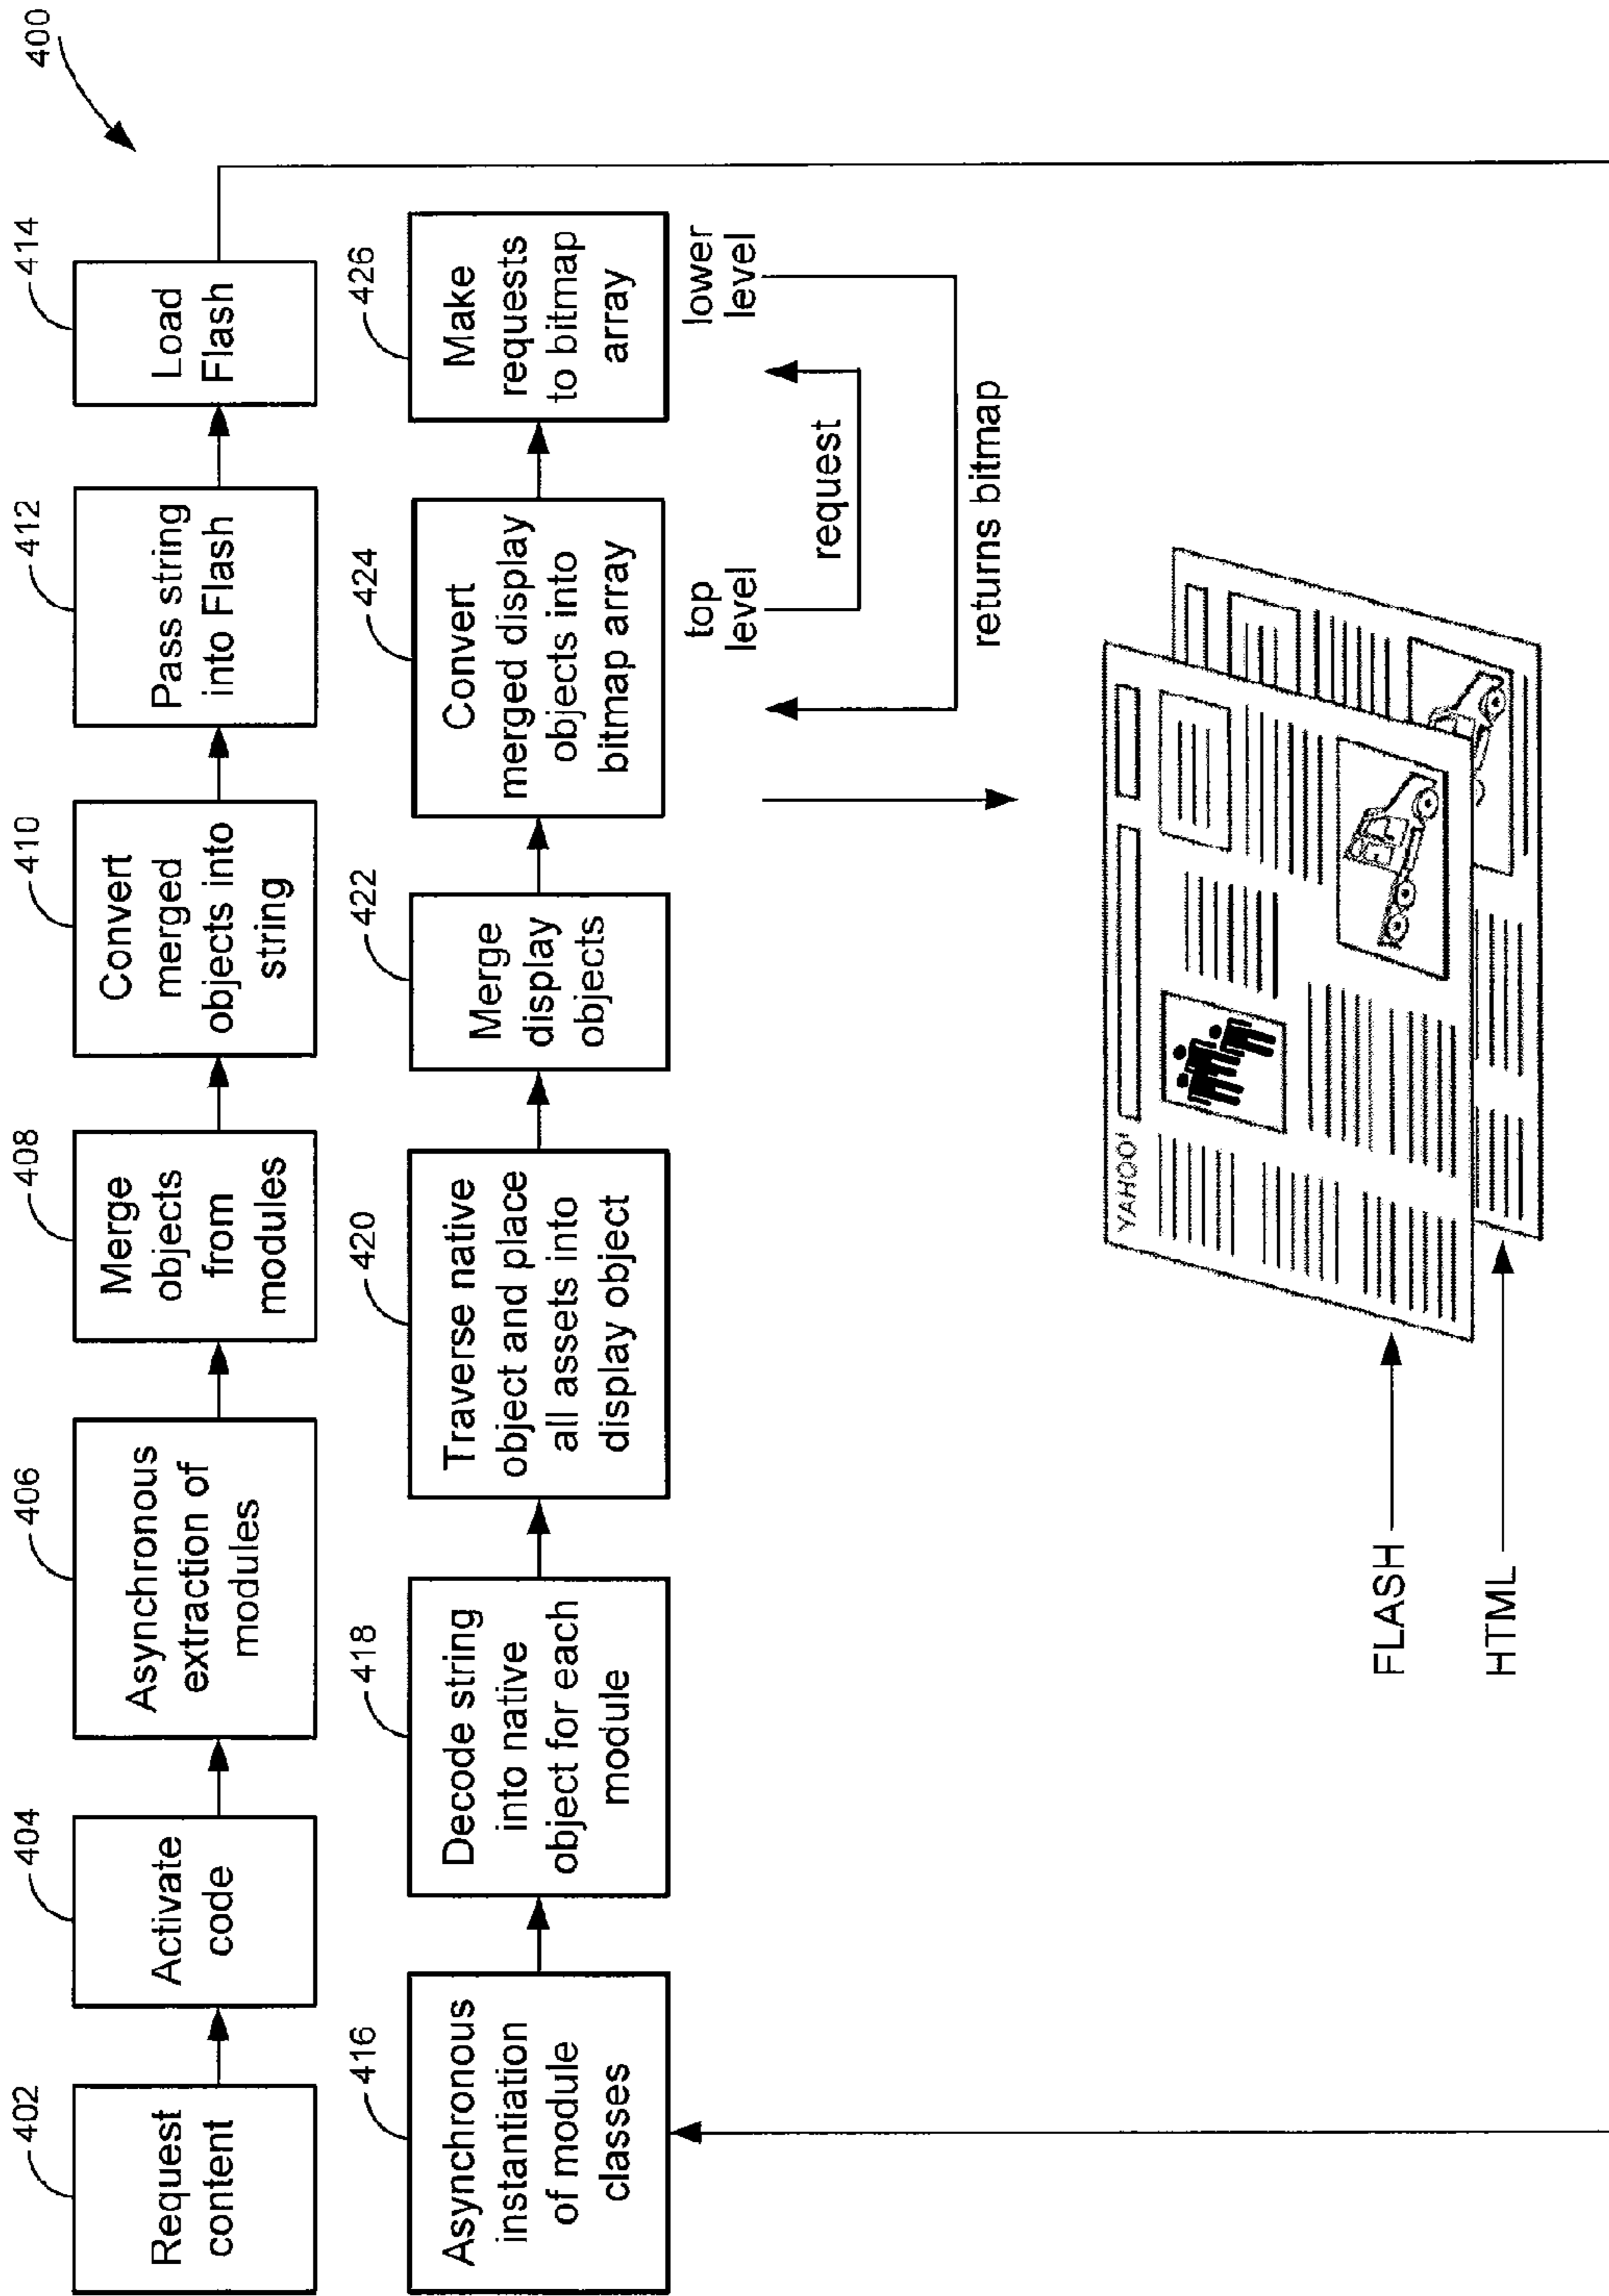 400
402
Request
content
404
Activate
code
406
Asynchronous
extraction of
modules
408
Merge
objects
from
modules
410
Convert
merged
objects into
string
412
Pass string
into Flash
414
Load
Flash
416
Asynchronous
instantiation
of module
classes
418
Decode string
into native
object for each
module
420
Traverse native
object and place
all assets into
display object
422
Merge
display
objects
424
Convert
merged display
objects into
bitmap array
426
Make
requests
to bitmap
array
top
level
lower
level
request
returns bitmap
YAHOO!
FLASH
HTML